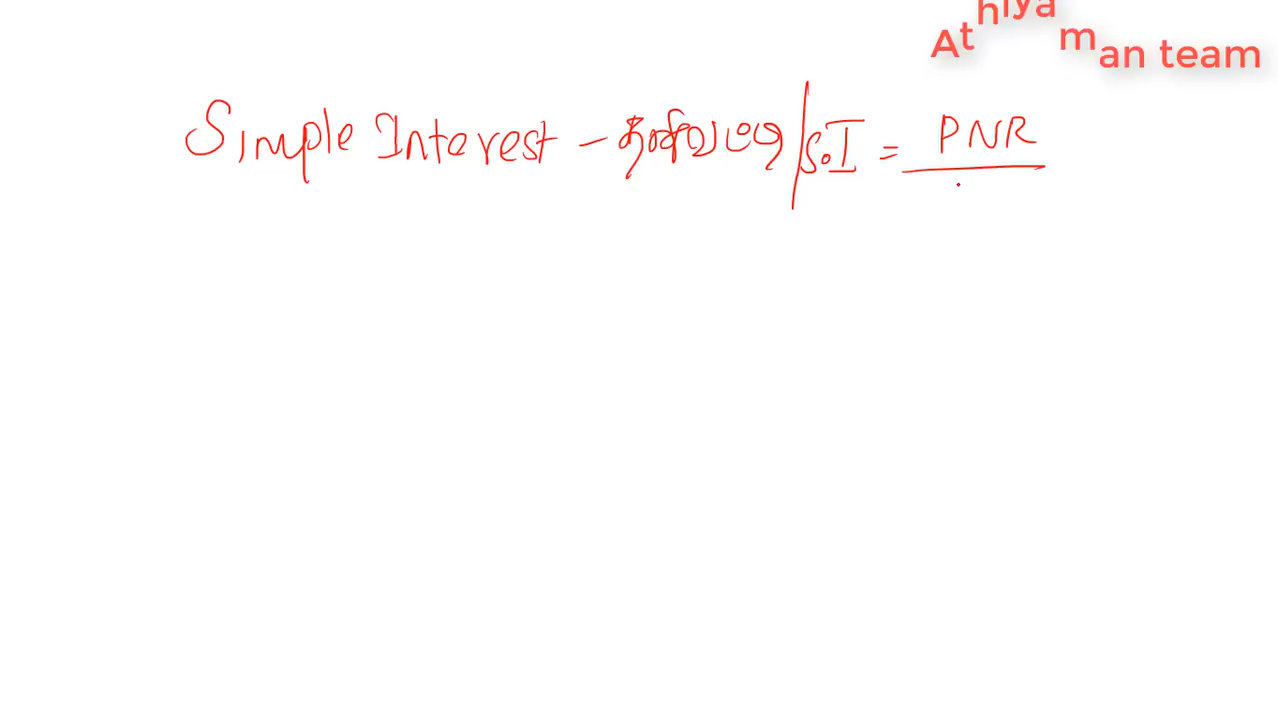 Athiyaman team
Simple Interest - தனிவட்டி / S.I = PNR